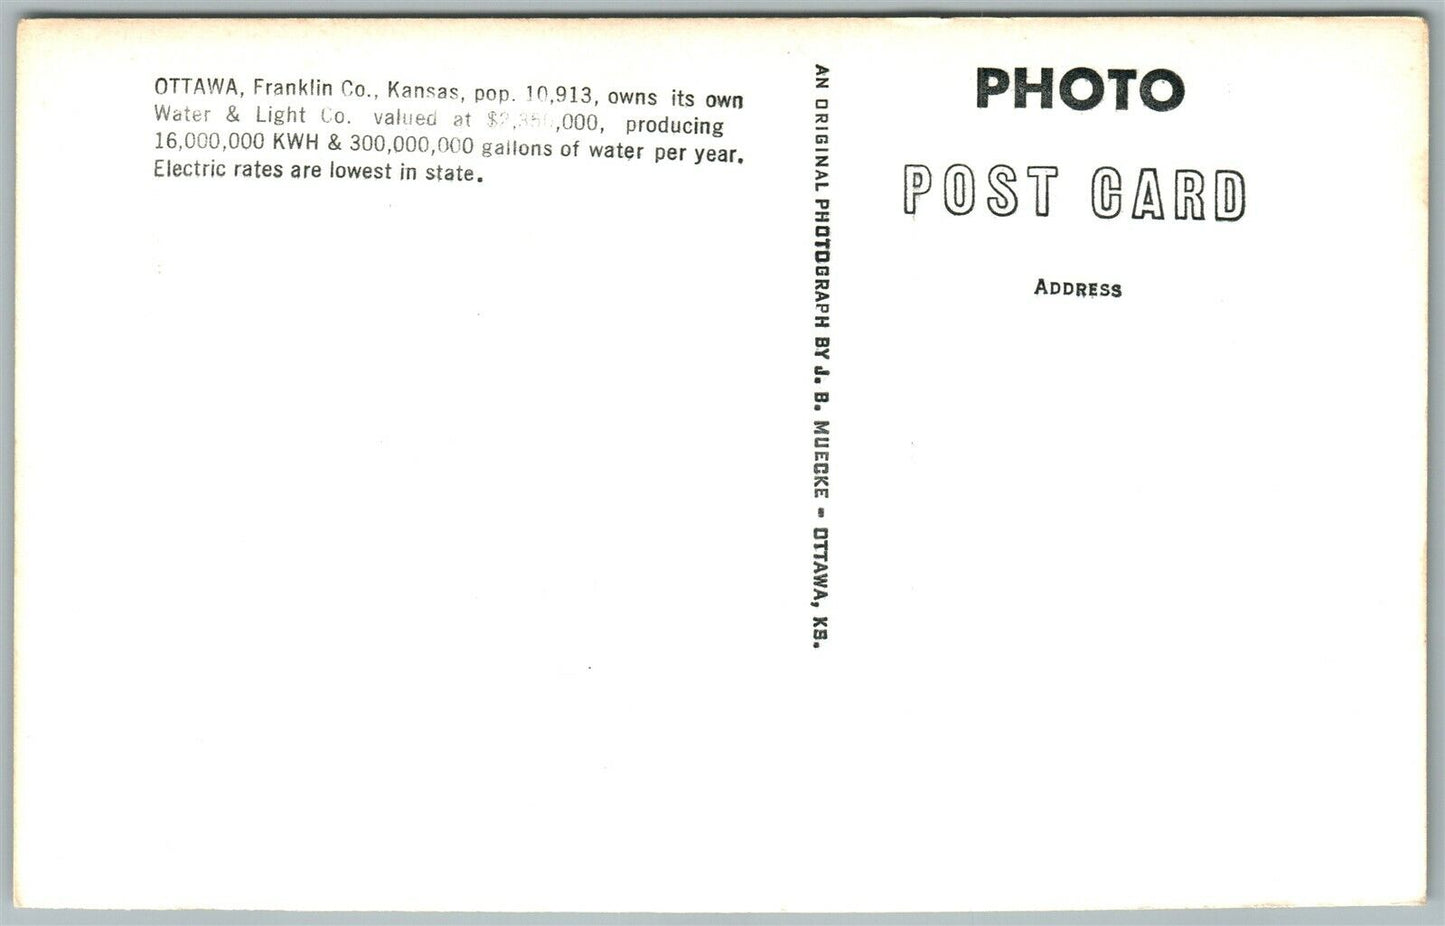 OTTAWA, Franklin Co., Kansas, pop. 10,913, owns its own
Water & Light Co. valued at producing
16,000,000 KWH & 300,000,000 gallons of water per year.
Electric rates are lowest in state.
AN ORIGINAL PHOTOGRAPH BY J. B. MUECKE - OTTAWA, KS.
PHOTO
POST CARD
ADDRESS